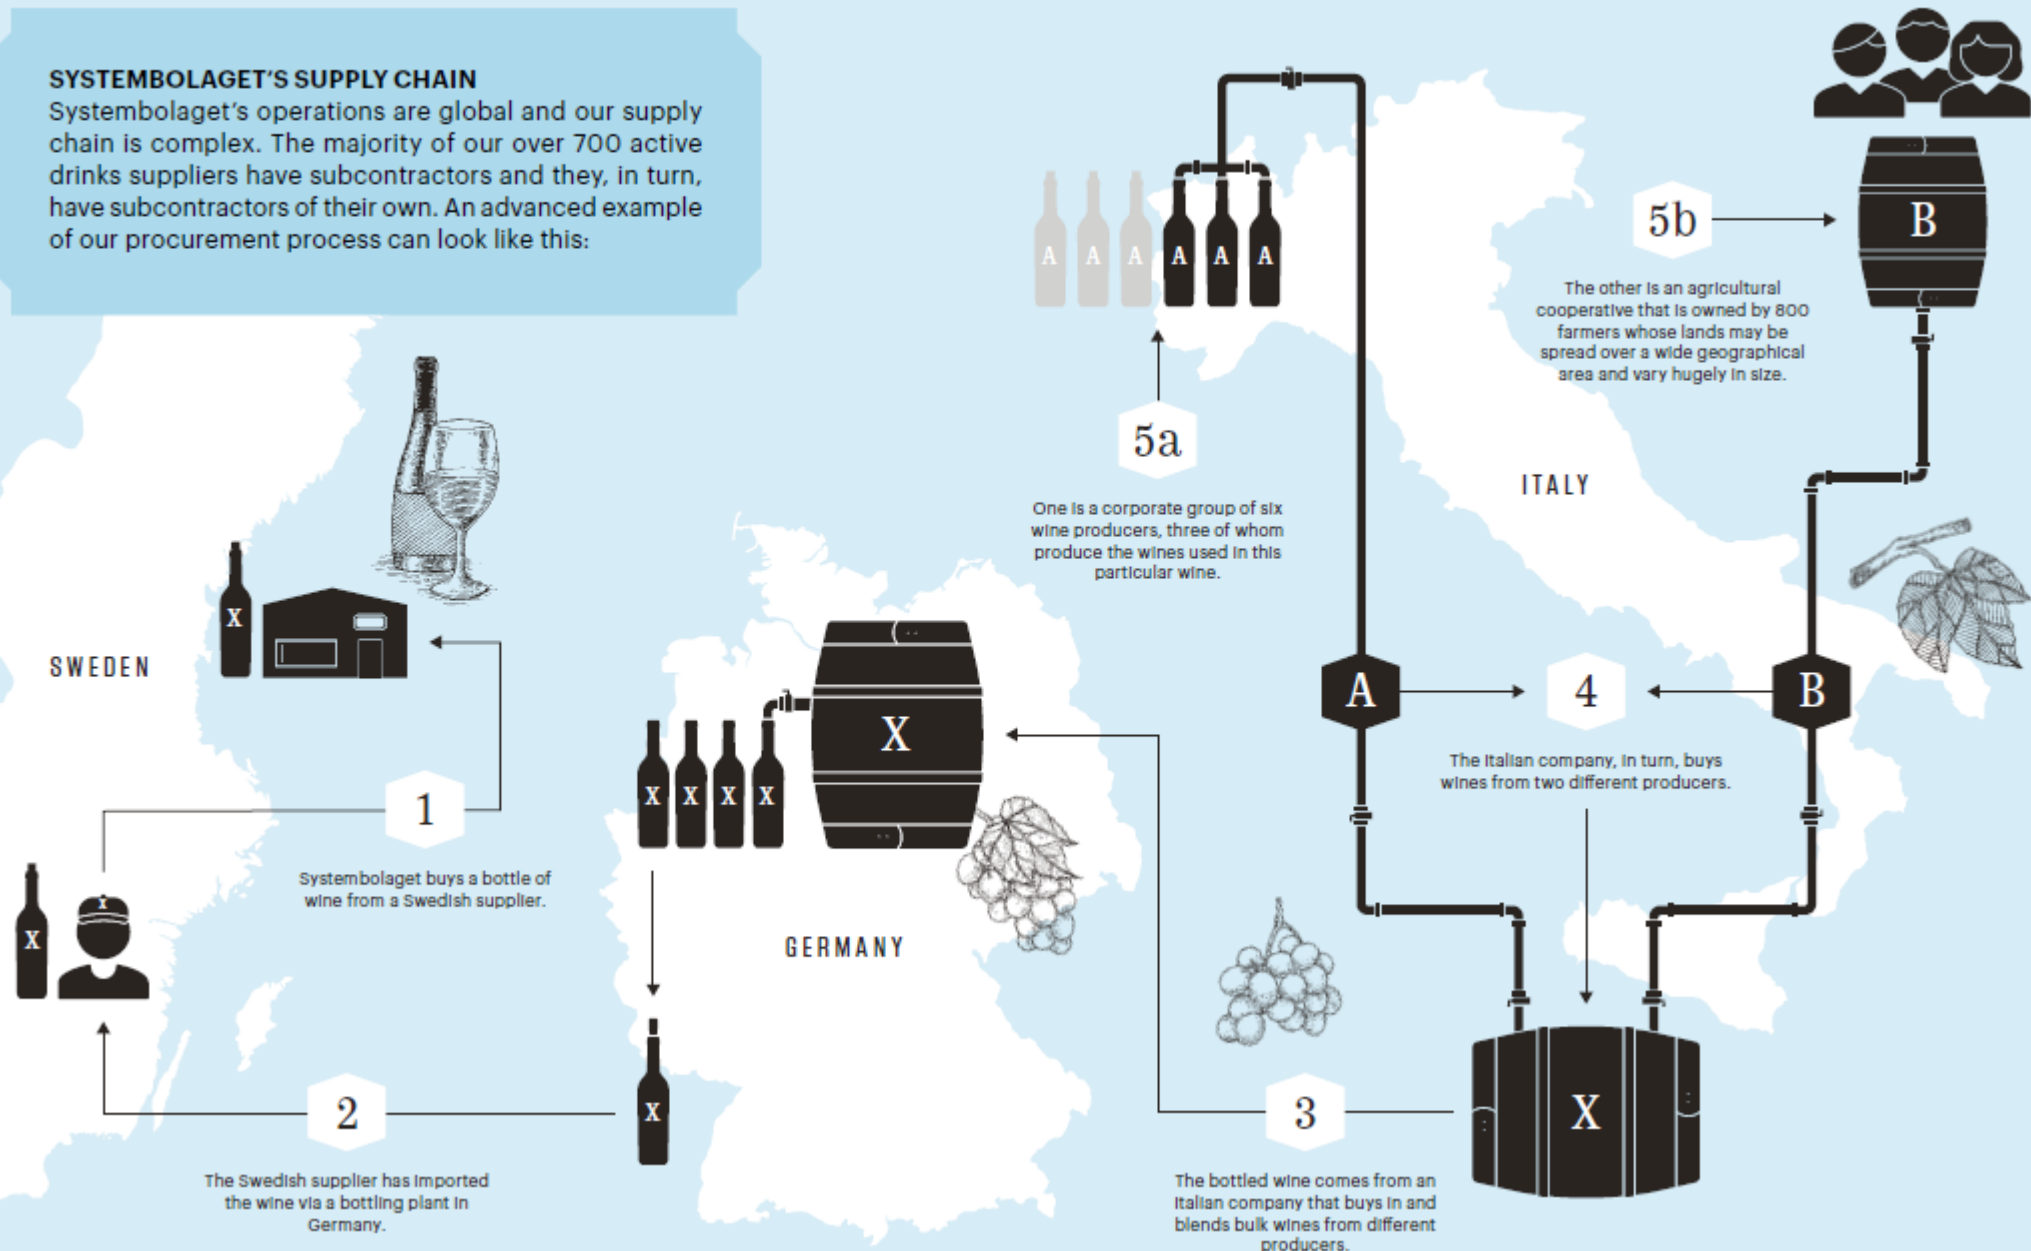 SYSTEMBOLAGET'S SUPPLY CHAIN
Systembolaget's operations are global and our supply
chain is complex. The majority of our over 700 active
drinks suppliers have subcontractors and they, in turn,
have subcontractors of their own. An advanced example
of our procurement process can look like this:
SWEDEN
X
1
Systembolaget buys a bottle of
wine from a Swedish supplier.
X
X
2
The Swedish supplier has imported
the wine via a bottling plant in
Germany.
GERMANY
X
X
X
X
X
X
3
The bottled wine comes from an
Italian company that buys in and
blends bulk wines from different
producers.
X
ITALY
A
4
B
The Italian company, in turn, buys
wines from two different producers.
A
A
A
A
A
A
5a
One is a corporate group of six
wine producers, three of whom
produce the wines used in this
particular wine.
5b
B
The other is an agricultural
cooperative that is owned by 800
farmers whose lands may be
spread over a wide geographical
area and vary hugely in size.